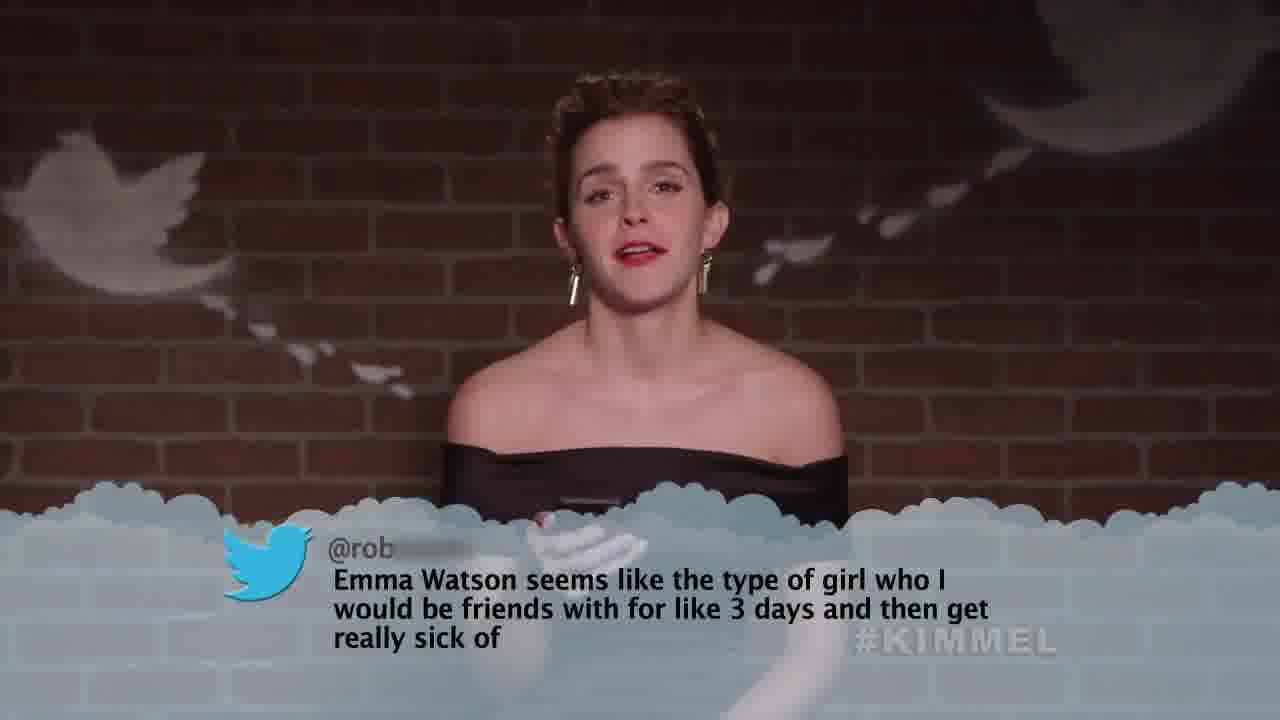 @rob
Emma Watson seems like the type of girl who I
would be friends with for like 3 days and then get
really sick of
#KIMMEL